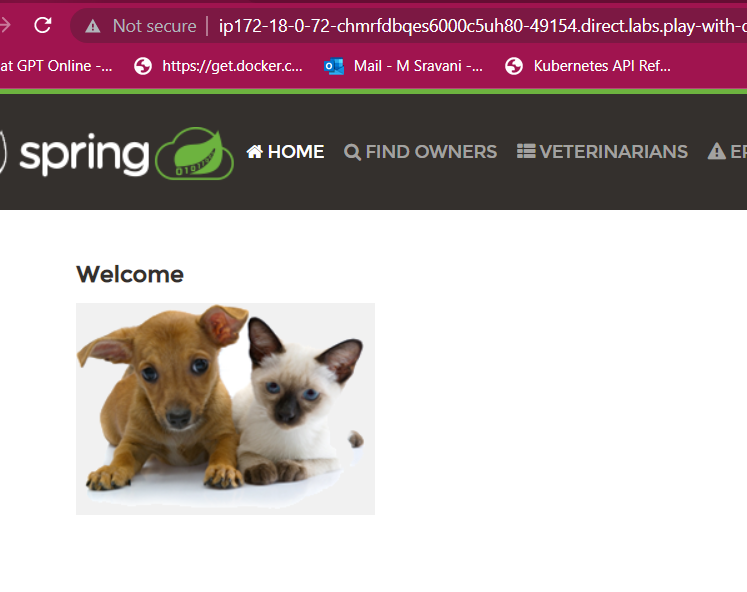 Not secure | ip172-18-0-72-chmrfdbqes6000c5uh80-49154.direct.labs.play-with-
at GPT Online -... https://get.docker.c... Mail - M Sravani -... Kubernetes API Ref...
spring HOME FIND OWNERS VETERINARIANS
Welcome